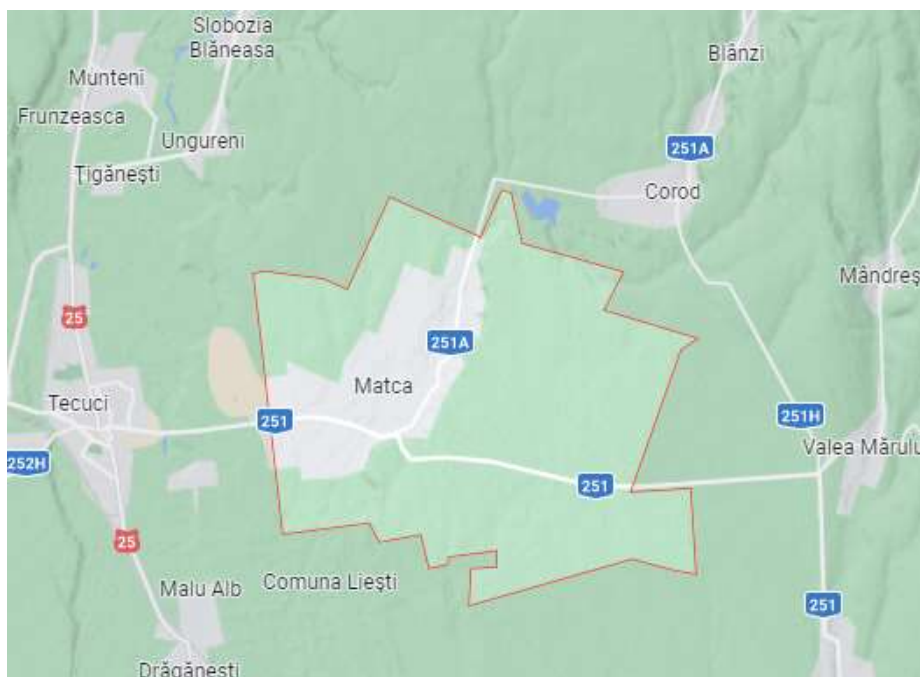 Slobozia
Blăneasa
Blânzi
Munteni
Frunzeasca
Ungureni
251A
Țigănești
Corod
Mândreș
25
251A
Matca
Tecuci
251
251H
Valea Mărulu
252H
251
25
Malu Alb
Comuna Liești
251
Drăgănești